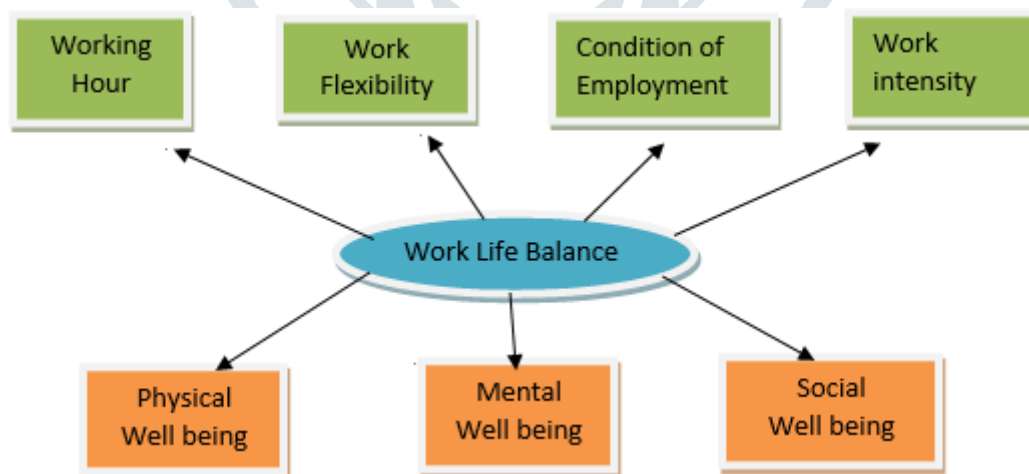 Working
Hour
Work
Flexibility
Condition of
Employment
Work
intensity
Work Life Balance
Physical
Well being
Mental
Well being
Social
Well being